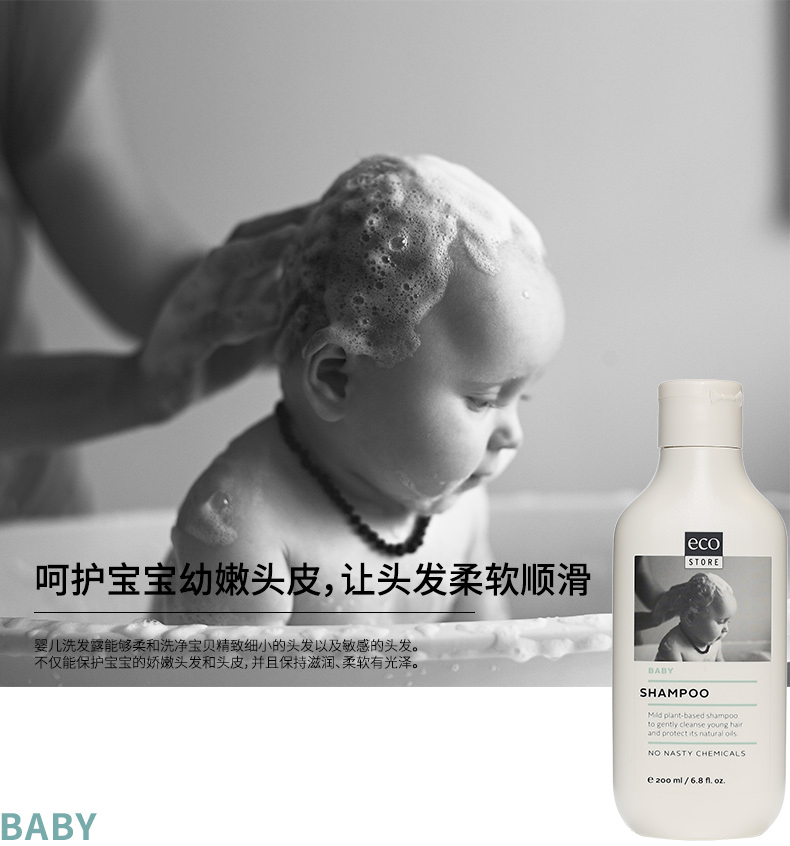 呵护宝宝幼嫩头皮，让头发柔软顺滑
婴儿洗发露能够柔和洗净宝贝精致细小的头发以及敏感的头发。
不仅能保护宝宝的娇嫩头发和头皮，并且保持滋润、柔软有光泽。
eco
STORE
BABY
SHAMPOO
Mild plant-based shampoo
to gently cleanse young hair
and protect its natural oils.
NO NASTY CHEMICALS
e 200 ml / 6.8 fl. oz.
BABY